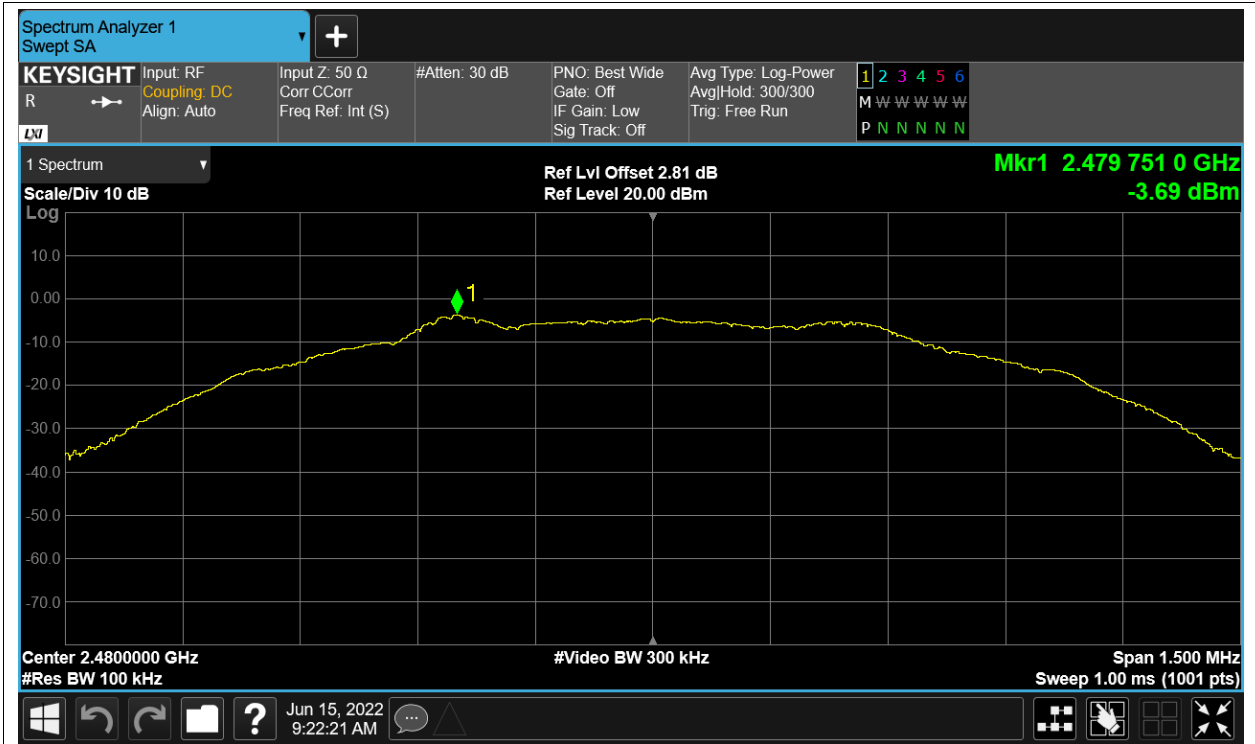 Spectrum Analyzer 1
Swept SA
+
KEYSIGHT
R
LXI
Input: RF
Coupling: DC
Align: Auto
Input Z: 50 Ω
Corr CCorr
Freq Ref: Int (S)
#Atten: 30 dB
PNO: Best Wide
Gate: Off
IF Gain: Low
Sig Track: Off
Avg Type: Log-Power
Avg|Hold: 300/300
Trig: Free Run
1 2 3 4 5 6
M W W W W W
P N N N N N
1 Spectrum
Scale/Div 10 dB
Ref Lvl Offset 2.81 dB
Ref Level 20.00 dBm
Mkr1 2.479 751 0 GHz
-3.69 dBm
Log
10.0
0.00
-10.0
-20.0
-30.0
-40.0
-50.0
-60.0
-70.0
1
Center 2.4800000 GHz
#Res BW 100 kHz
#Video BW 300 kHz
Span 1.500 MHz
Sweep 1.00 ms (1001 pts)
?
Jun 15, 2022
9:22:21 AM